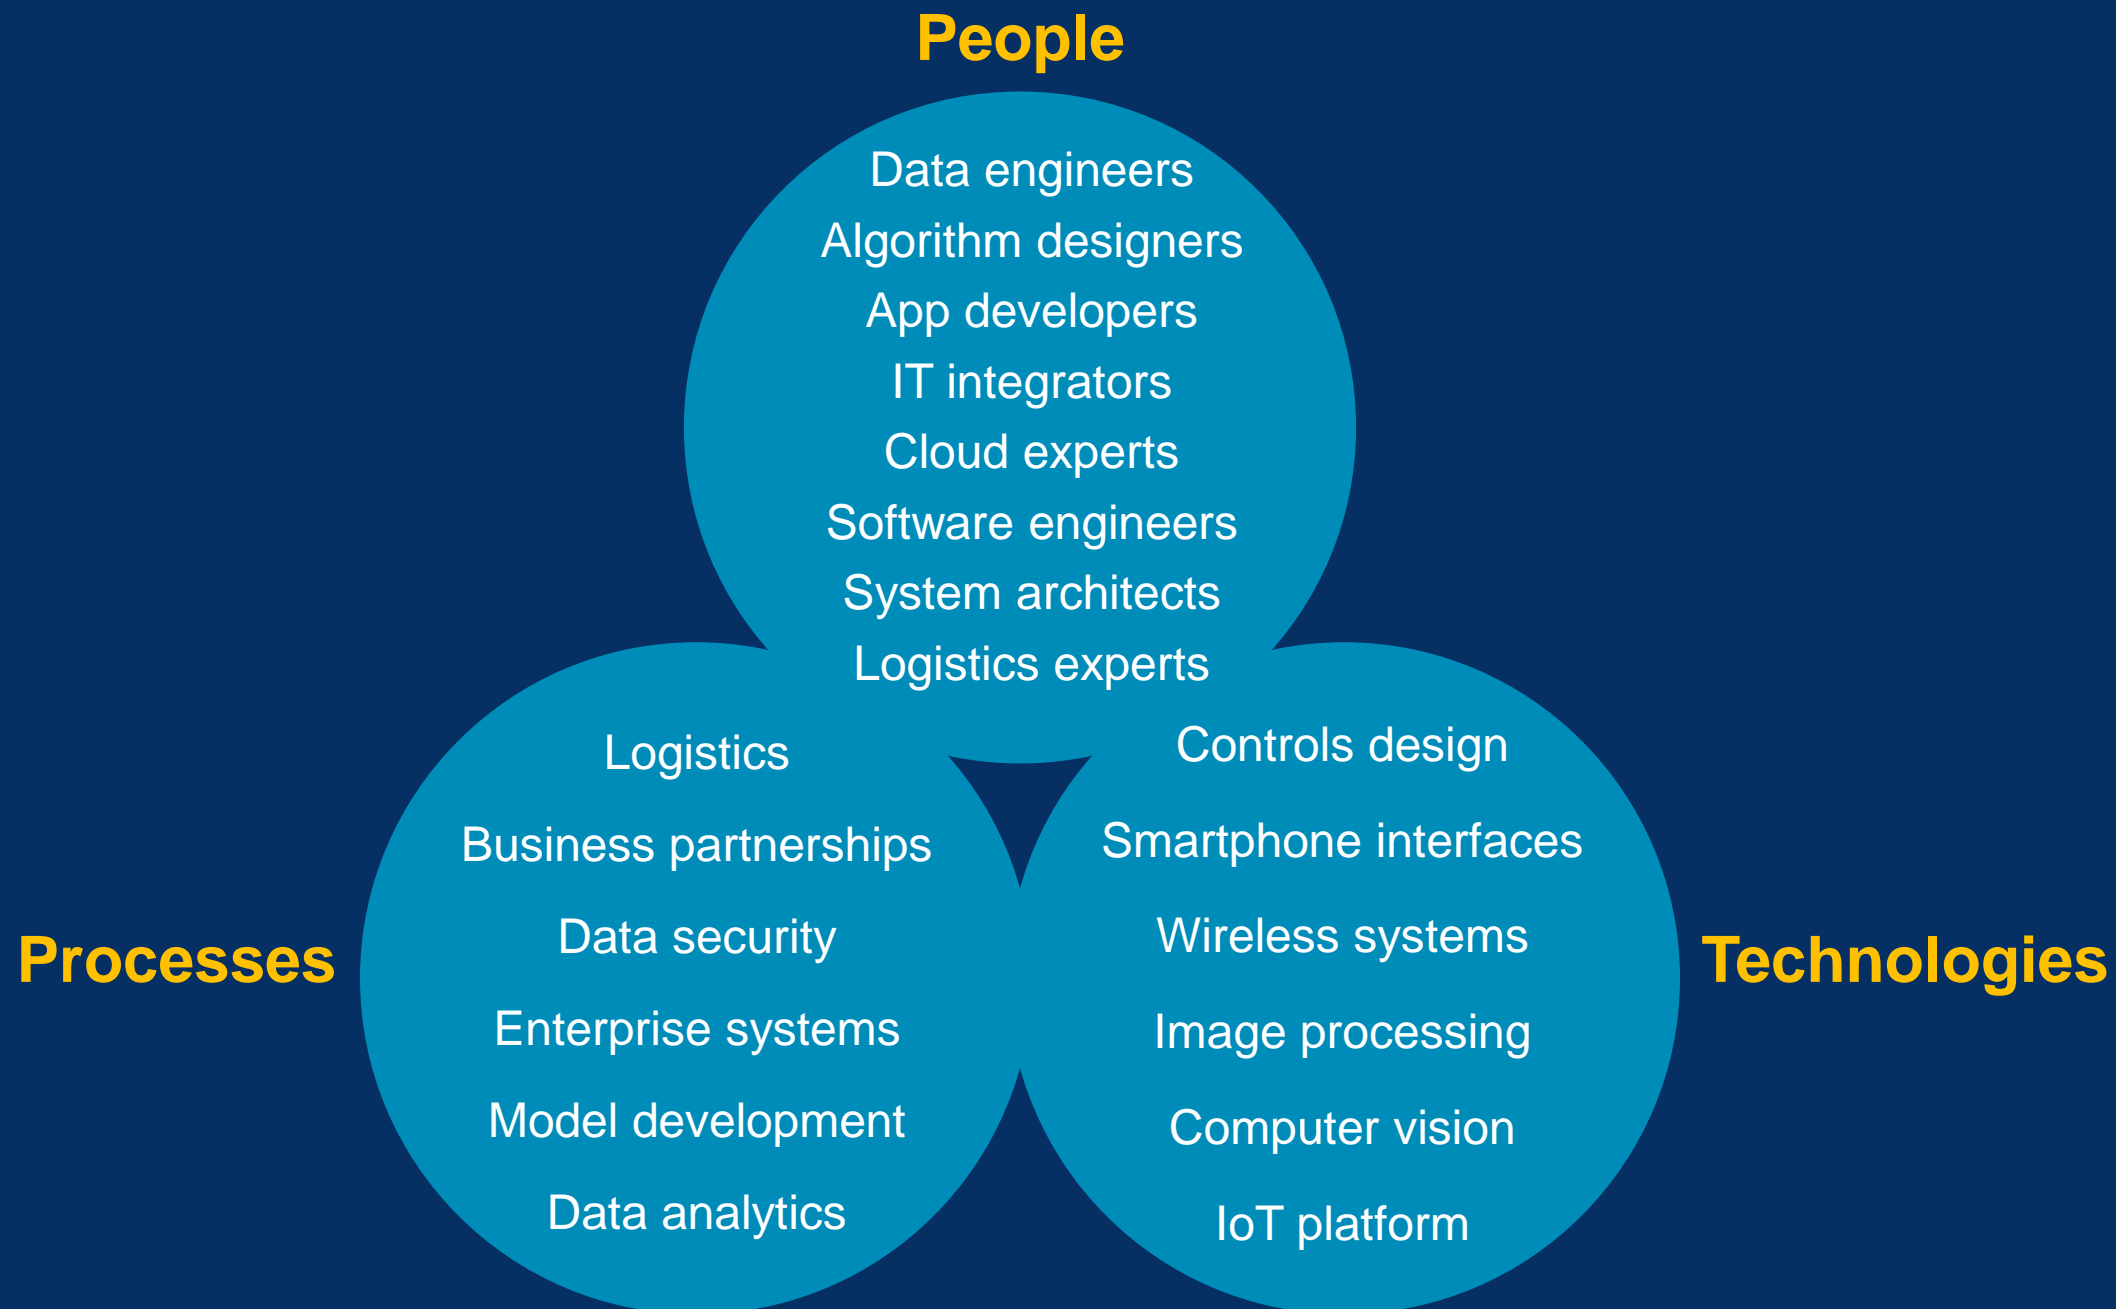 People
Data engineers
Algorithm designers
App developers
IT integrators
Cloud experts
Software engineers
System architects
Logistics experts
Processes
Logistics
Business partnerships
Data security
Enterprise systems
Model development
Data analytics
Technologies
Controls design
Smartphone interfaces
Wireless systems
Image processing
Computer vision
IoT platform